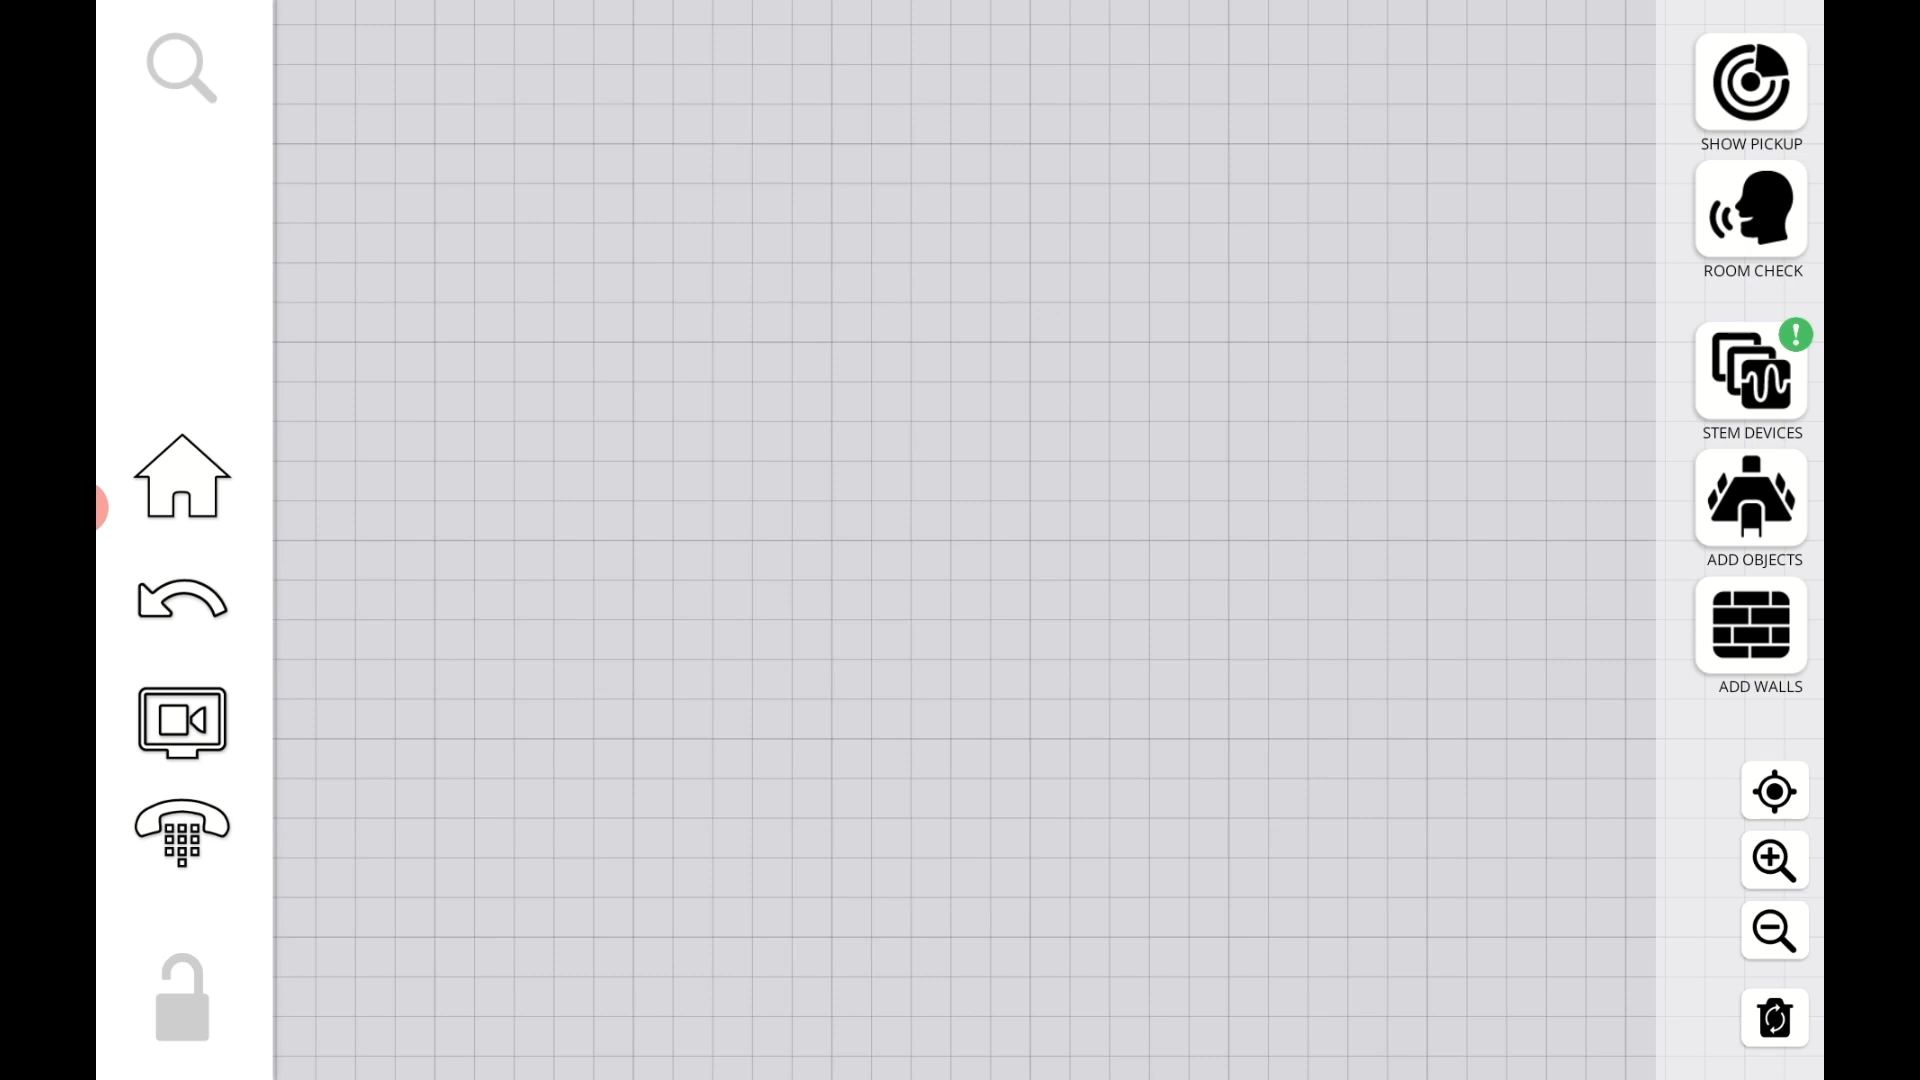 SHOW PICKUP
ROOM CHECK
!
STEM DEVICES
ADD OBJECTS
ADD WALLS